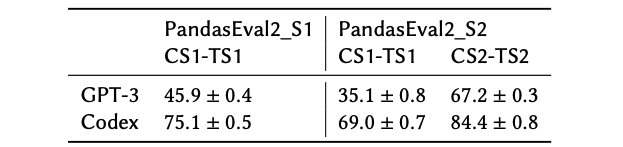 PandasEval2_S1 PandasEval2_S2
CS1-TS1 CS1-TS1 CS2-TS2
GPT-3 45.9 ± 0.4 35.1 ± 0.8 67.2 ± 0.3
Codex 75.1 ± 0.5 69.0 ± 0.7 84.4 ± 0.8